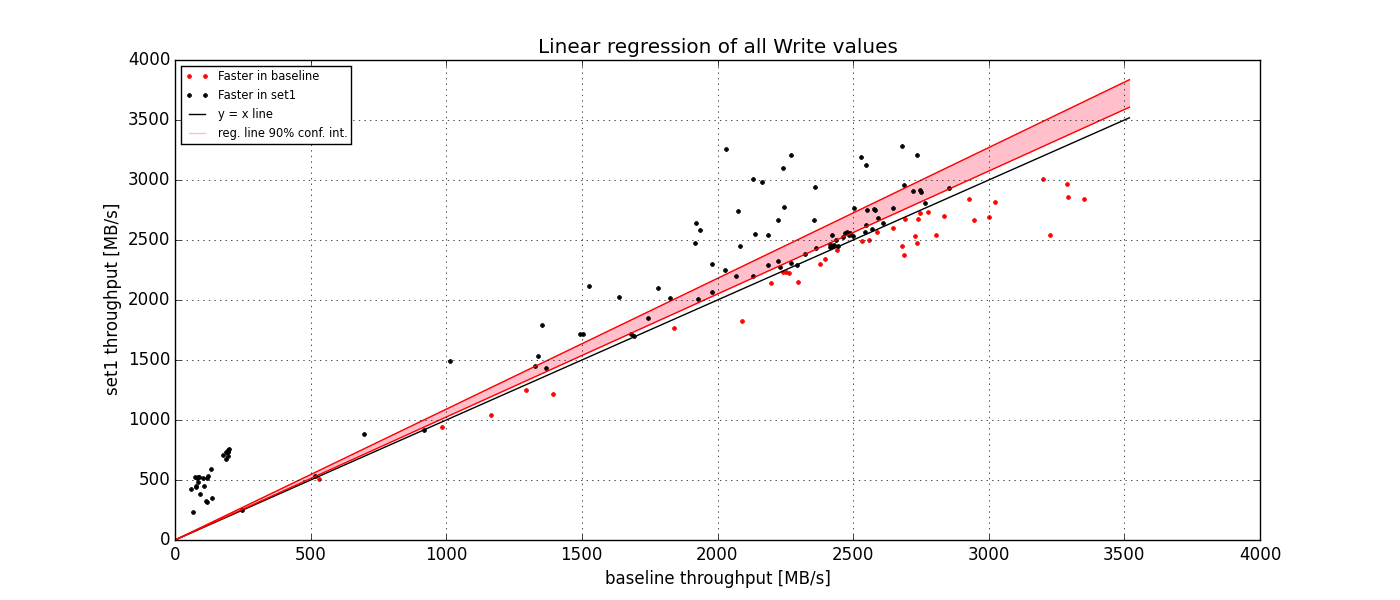 Linear regression of all Write values
4000
3500
3000
2500
2000
1500
1000
500
0
set1 throughput [MB/s]
Faster in baseline
Faster in set1
y = x line
reg. line 90% conf. int.
0 500 1000 1500 2000 2500 3000 3500 4000
baseline throughput [MB/s]